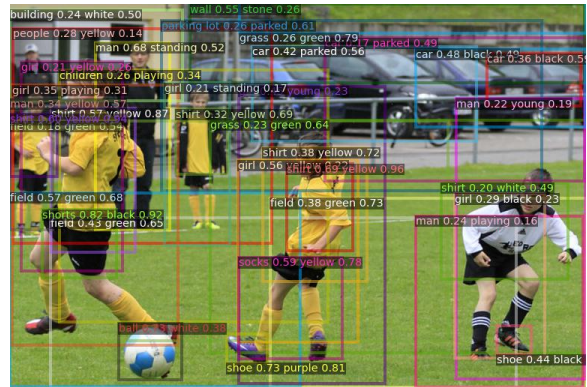 building 0.24 white 0.50
wall 0.55 stone 0.26
parking lot 0.26 parked 0.61
people 0.28 yellow 0.14
grass 0.26 green 0.79
man 0.68 standing 0.52
car 0.42 parked 0.56
car 0.48 black
car 0.36 black
children 0.26 playing 0.34
girl 0.35 playing 0.31
girl 0.21 standing 0.17
young 0.23
man 0.34 yellow 0.57
man 0.22 young 0.19
shirt 0.57 yellow 0.87
shirt 0.32 yellow 0.69
grass 0.23 green 0.64
shirt 0.38 yellow 0.72
girl 0.56
shirt 0.69 yellow 0.96
shirt 0.20 white 0.49
field 0.57 green 0.68
girl 0.29 black 0.23
field 0.38 green 0.73
shorts 0.82 black 0.92
field 0.43 green 0.65
man 0.24 playing 0.16
socks 0.59 yellow 0.78
white 0.38
shoe 0.44 black
shoe 0.73 purple 0.81